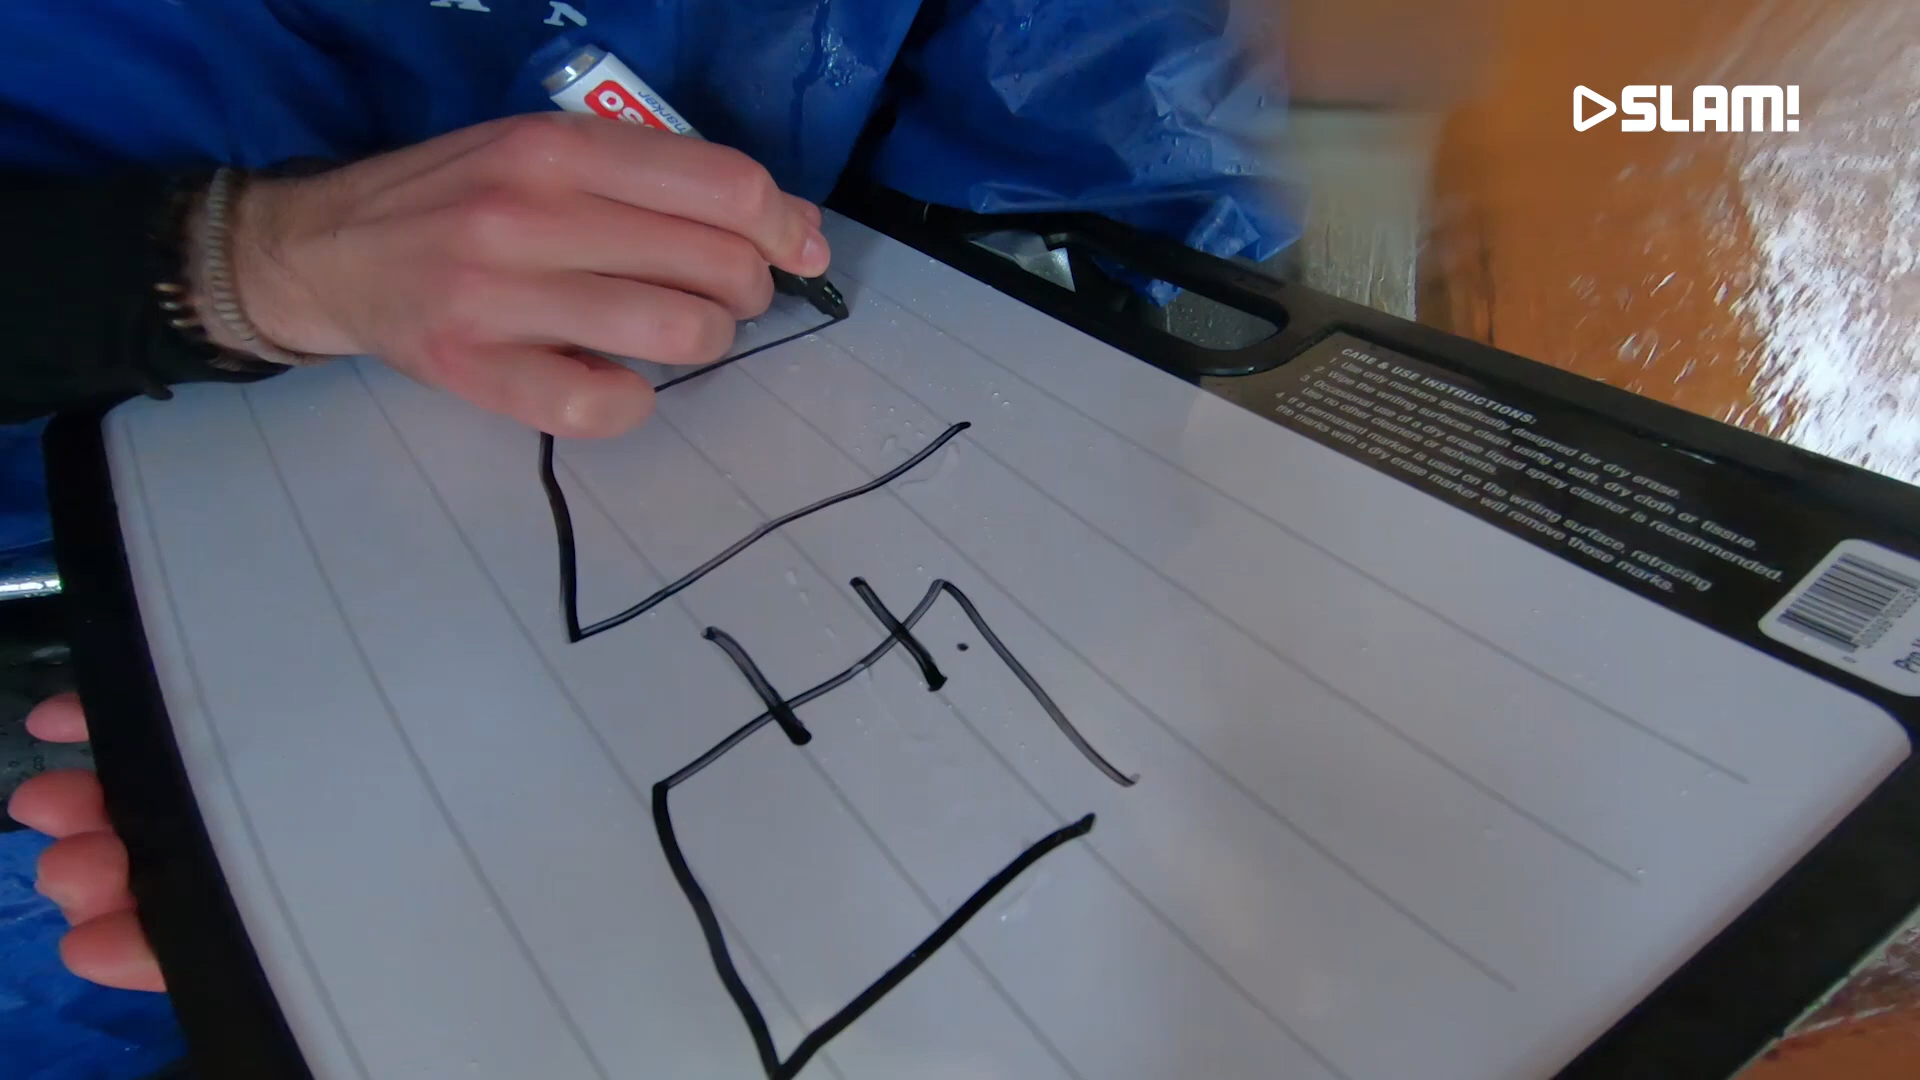 SLAM!
CARE & USE INSTRUCTIONS:
1. Use only markers specifically designed for dry erase.
2. Wipe the writing surfaces clean using a soft, dry cloth or tissue.
3. Occasional use of a dry erase liquid spray cleaner is recommended.
Use no other cleaners or solvents.
4. If a permanent marker is used on the writing surface, retracing
the marks with a dry erase marker will remove those marks.
marker